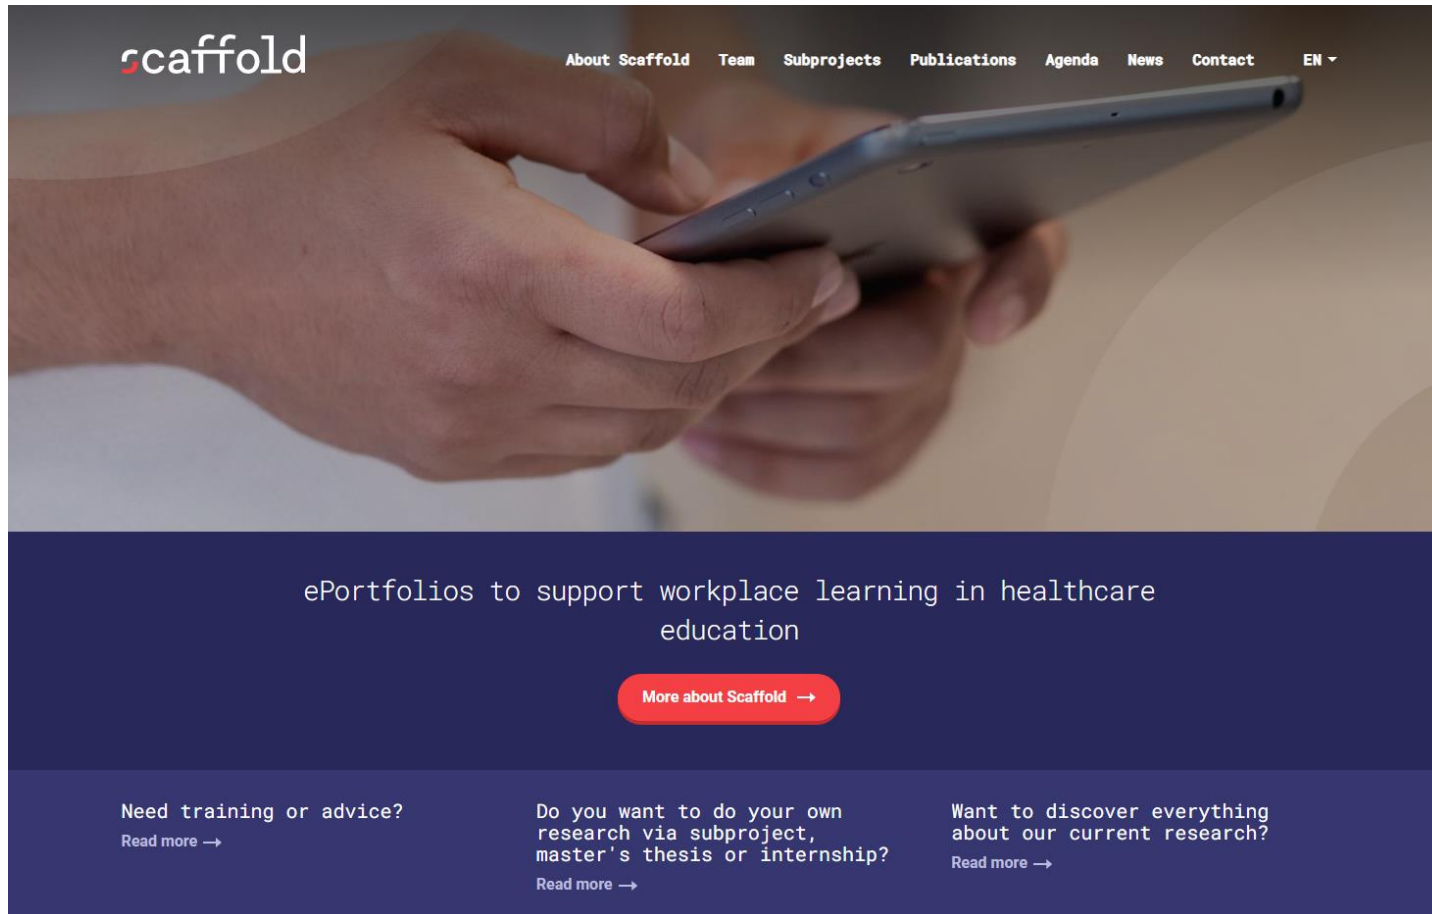 scaffold
About Scaffold Team Subprojects Publications Agenda News Contact EN
ePortfolios to support workplace learning in healthcare
education
More about Scaffold →
Need training or advice?
Read more →
Do you want to do your own
research via subproject,
master's thesis or internship?
Read more →
Want to discover everything
about our current research?
Read more →